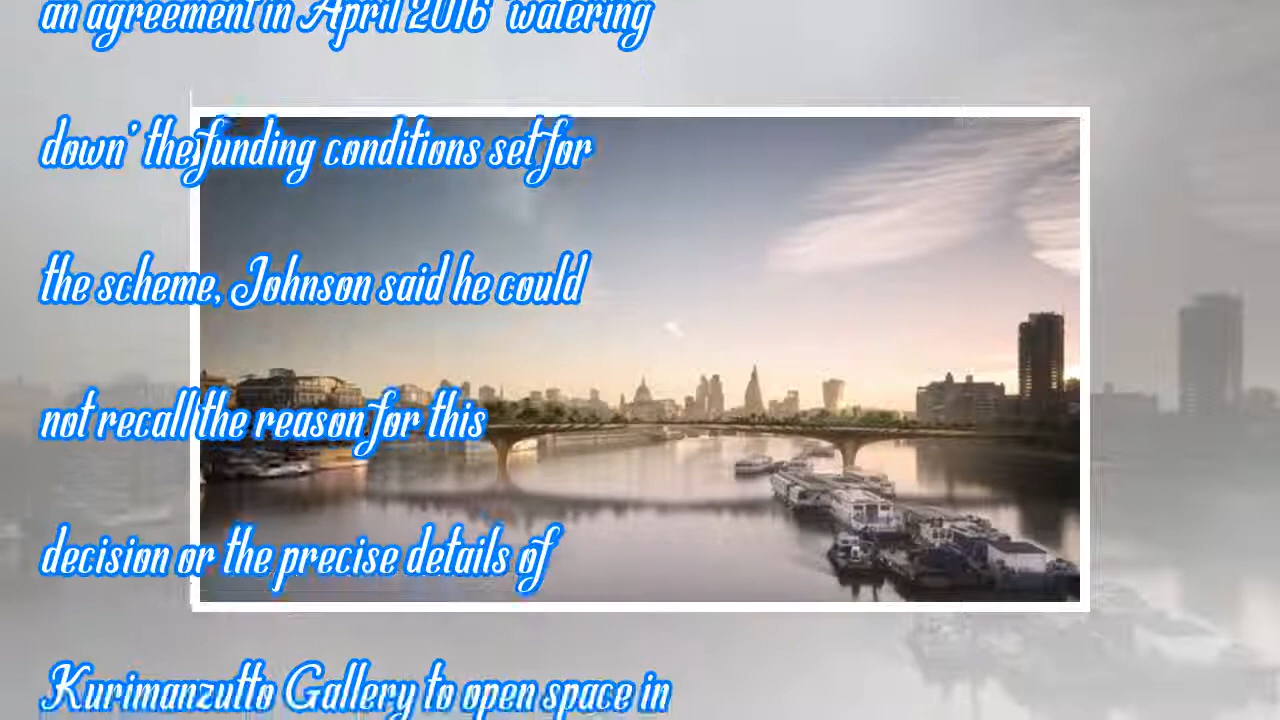 an agreement in April 2016 'watering
down' the funding conditions set for
the scheme, Johnson said he could
not recall the reason for this
decision or the precise details of
Kurimanzutto Gallery to open space in